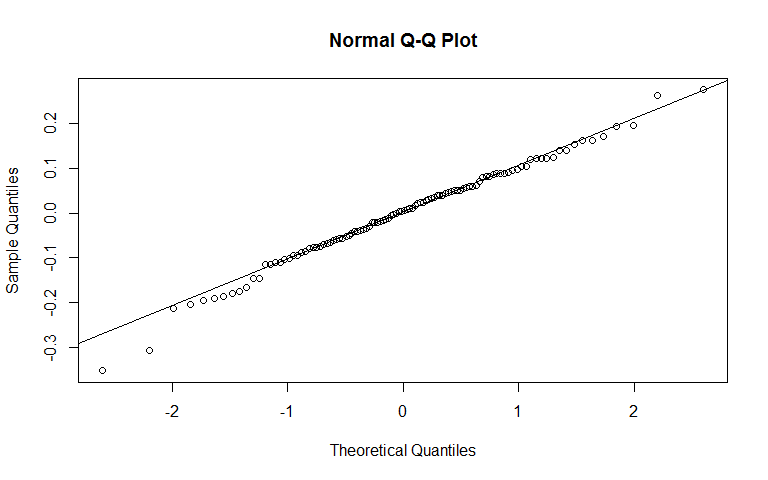 Normal Q-Q Plot
Sample Quantiles
0.2
0.1
0.0
-0.1
-0.2
-0.3
-2 -1 0 1 2
Theoretical Quantiles